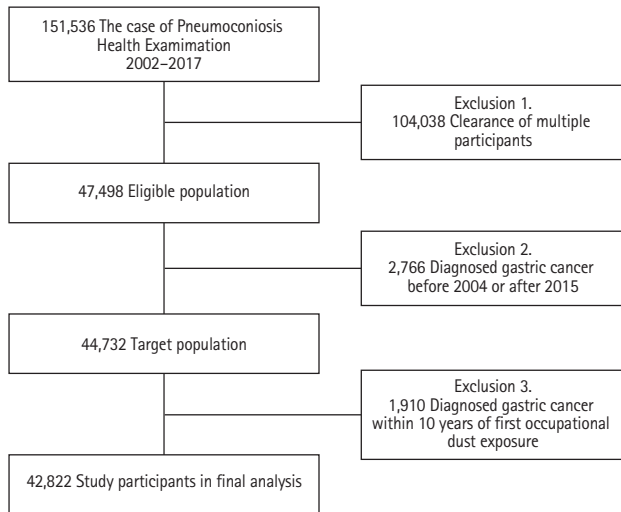 151,536 The case of Pneumoconiosis
Health Examination
2002–2017
Exclusion 1.
104,038 Clearance of multiple
participants
47,498 Eligible population
Exclusion 2.
2,766 Diagnosed gastric cancer
before 2004 or after 2015
44,732 Target population
Exclusion 3.
1,910 Diagnosed gastric cancer
within 10 years of first occupational
dust exposure
42,822 Study participants in final analysis